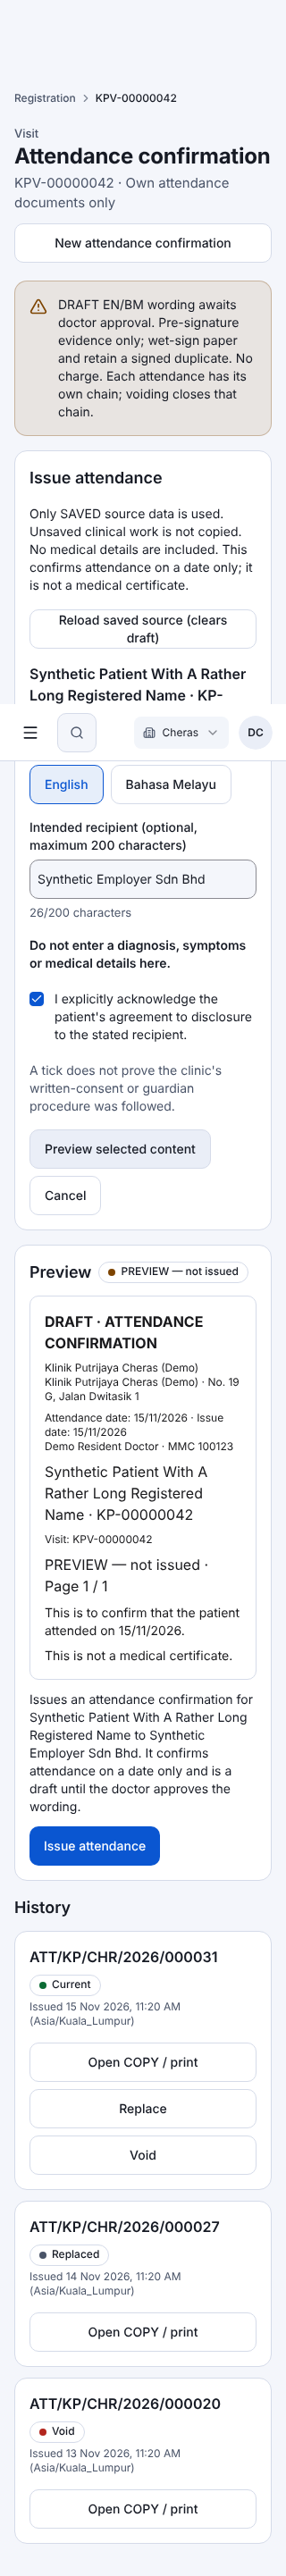 Registration > KPV-00000042
Visit
Attendance confirmation
KPV-00000042 · Own attendance
documents only
New attendance confirmation
DRAFT EN/BM wording awaits
doctor approval. Pre-signature
evidence only; wet-sign paper
and retain a signed duplicate. No
charge. Each attendance has its
own chain; voiding closes that
chain.
Issue attendance
Only SAVED source data is used.
Unsaved clinical work is not copied.
No medical details are included. This
confirms attendance on a date only; it
is not a medical certificate.
Reload saved source (clears
draft)
Synthetic Patient With A Rather
Long Registered Name · KP-
Cheras
DC
English
Bahasa Melayu
Intended recipient (optional,
maximum 200 characters)
Synthetic Employer Sdn Bhd
26/200 characters
Do not enter a diagnosis, symptoms
or medical details here.
I explicitly acknowledge the
patient's agreement to disclosure
to the stated recipient.
A tick does not prove the clinic's
written-consent or guardian
procedure was followed.
Preview selected content
Cancel
Preview
PREVIEW — not issued
DRAFT · ATTENDANCE
CONFIRMATION
Klinik Putrijaya Cheras (Demo)
Klinik Putrijaya Cheras (Demo) · No. 19
G, Jalan Dwitasik 1
Attendance date: 15/11/2026 · Issue
date: 15/11/2026
Demo Resident Doctor · MMC 100123
Synthetic Patient With A
Rather Long Registered
Name · KP-00000042
Visit: KPV-00000042
PREVIEW — not issued ·
Page 1 / 1
This is to confirm that the patient
attended on 15/11/2026.
This is not a medical certificate.
Issues an attendance confirmation for
Synthetic Patient With A Rather Long
Registered Name to Synthetic
Employer Sdn Bhd. It confirms
attendance on a date only and is a
draft until the doctor approves the
wording.
Issue attendance
History
ATT/KP/CHR/2026/000031
Current
Issued 15 Nov 2026, 11:20 AM
(Asia/Kuala_Lumpur)
Open COPY / print
Replace
Void
ATT/KP/CHR/2026/000027
Replaced
Issued 14 Nov 2026, 11:20 AM
(Asia/Kuala_Lumpur)
Open COPY / print
ATT/KP/CHR/2026/000020
Void
Issued 13 Nov 2026, 11:20 AM
(Asia/Kuala_Lumpur)
Open COPY / print